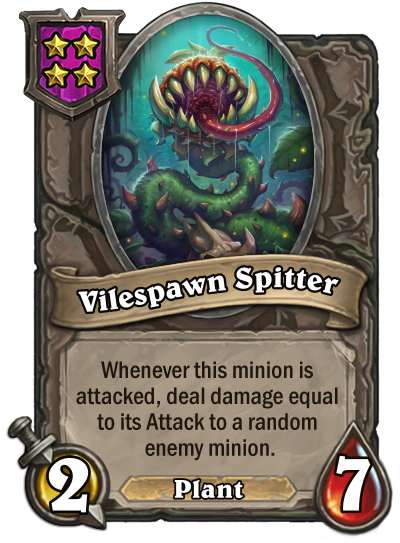 Vilespawn Spitter
Whenever this minion is
attacked, deal damage equal
to its Attack to a random
enemy minion.
2
Plant
7